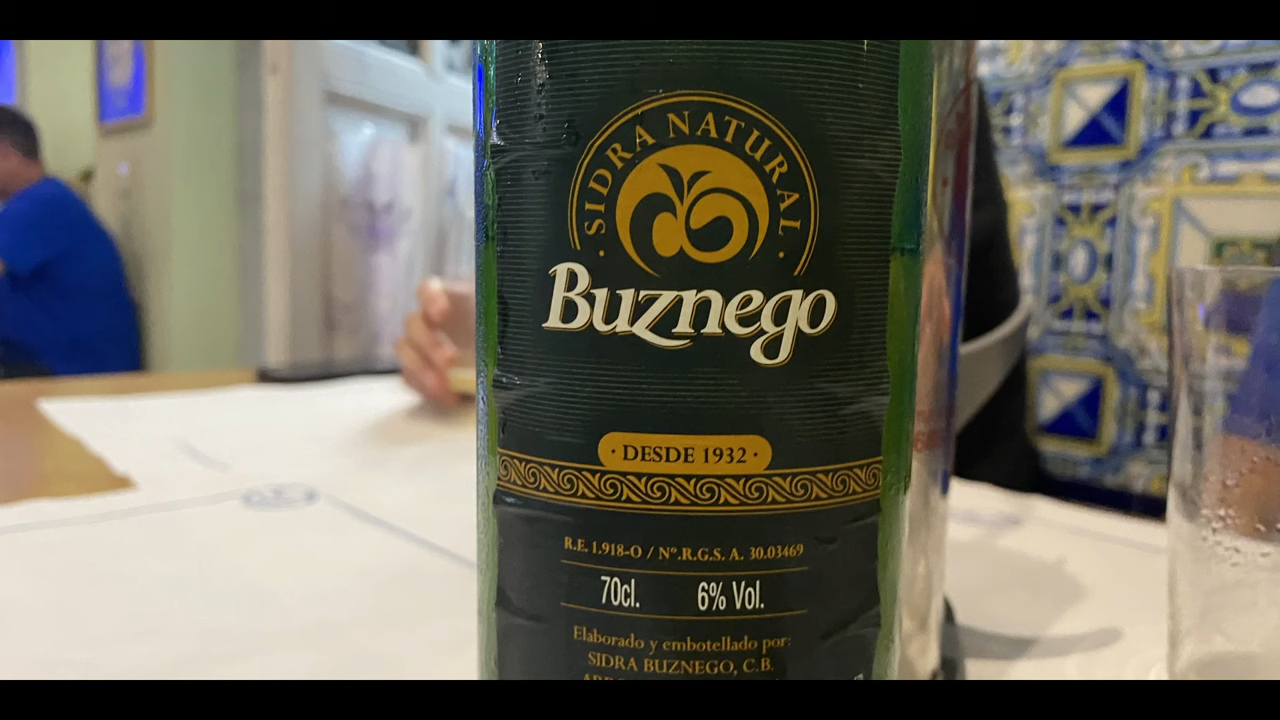 SIDRA NATURAL
Buznego
· DESDE 1932 ·
R.E. 1.918-O / Nº.R.G.S. A. 30.03469
70cl. 6% Vol.
Elaborado y embotellado por:
SIDRA BUZNEGO, C.B.